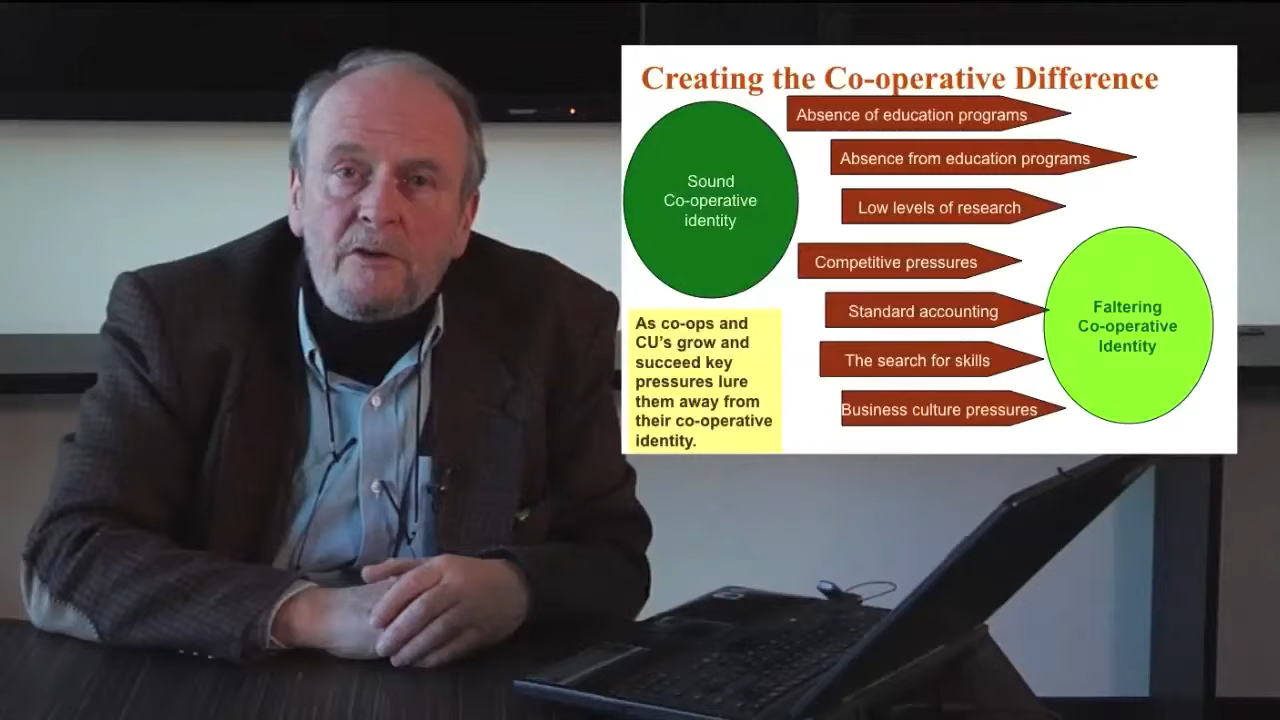 Creating the Co-operative Difference
Absence of education programs
Absence from education programs
Sound
Co-operative
identity
Low levels of research
Competitive pressures
Standard accounting
The search for skills
Business culture pressures
Faltering
Co-operative
Identity
As co-ops and
CU's grow and
succeed key
pressures lure
them away from
their co-operative
identity.